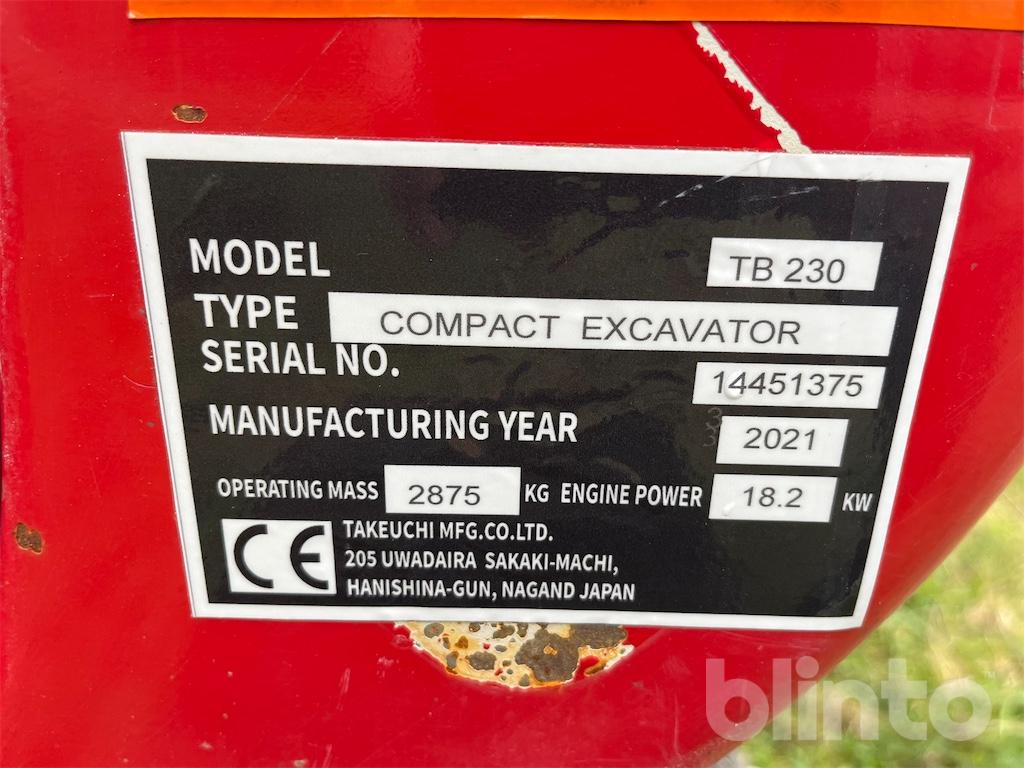 MODEL TB 230
TYPE COMPACT EXCAVATOR
SERIAL NO. 14451375
MANUFACTURING YEAR 2021
OPERATING MASS 2875 KG ENGINE POWER 18.2 KW
CE TAKEUCHI MFG.CO.LTD.
205 UWADAIRA SAKAKI-MACHI,
HANISHINA-GUN, NAGAND JAPAN
blinto™